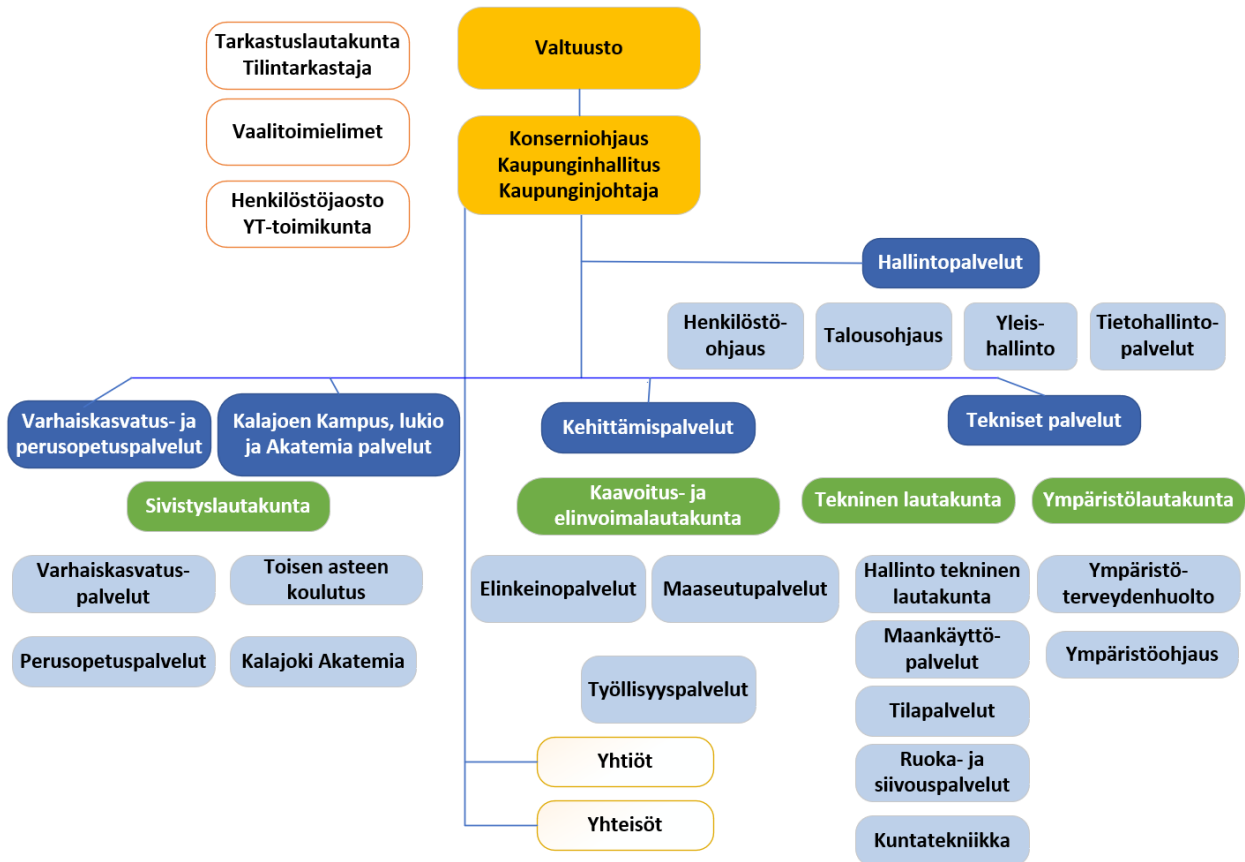 Tarkastuslautakunta
Tilintarkastaja
Valtuusto
Vaalitoimielimet
Konserniohjaus
Kaupunginhallitus
Kaupunginjohtaja
Henkilöstöjaosto
YT-toimikunta
Hallintopalvelut
Henkilöstö-
ohjaus
Talousohjaus
Yleis-
hallinto
Tietohallinto-
palvelut
Varhaiskasvatus- ja
perusopetuspalvelut
Kalajoen Kampus, lukio
ja Akatemia palvelut
Kehittämispalvelut
Tekniset palvelut
Sivistyslautakunta
Kaavoitus- ja
elinvoimalautakunta
Tekninen lautakunta
Ympäristölautakunta
Varhaiskasvatus-
palvelut
Toisen asteen
koulutus
Elinkeinopalvelut
Maaseutupalvelut
Hallinto tekninen
lautakunta
Ympäristö-
terveydenhuolto
Perusopetuspalvelut
Kalajoki Akatemia
Maankäyttö-
palvelut
Ympäristöohjaus
Työllisyyspalvelut
Tilapalvelut
Yhtiöt
Ruoka- ja
siivouspalvelut
Yhteisöt
Kuntatekniikka